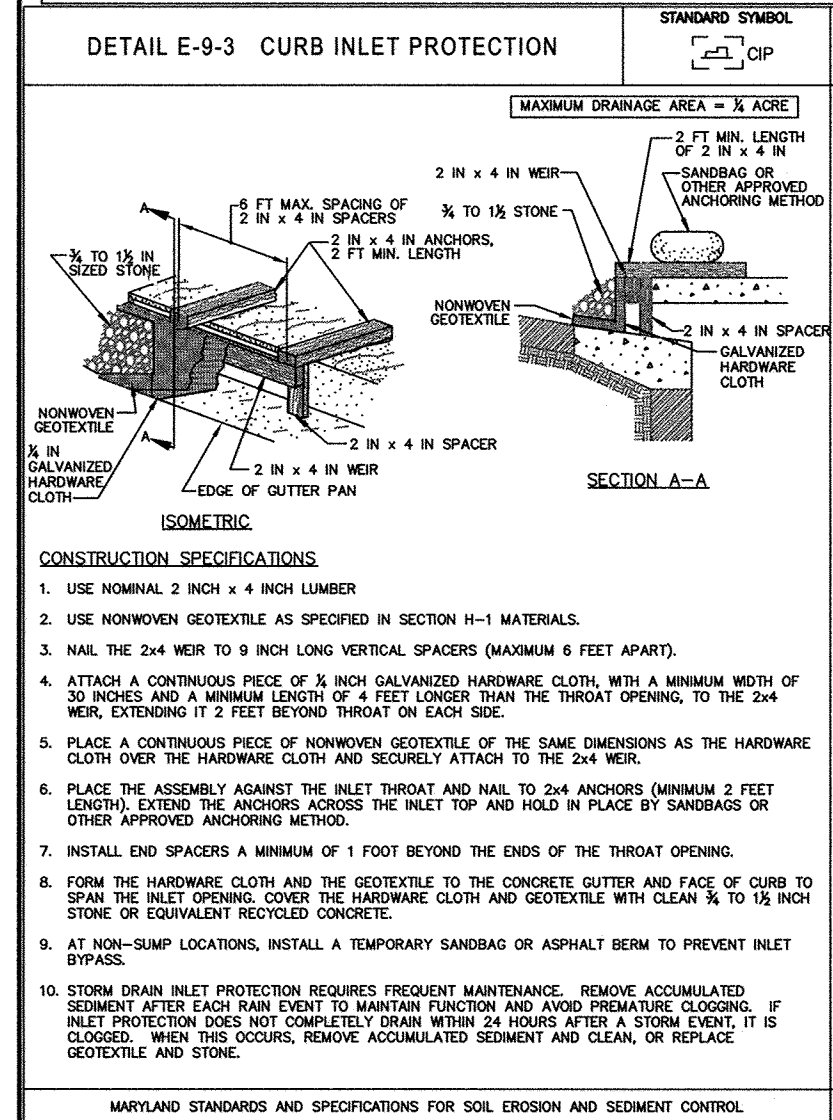 DETAIL E-9-3 CURB INLET PROTECTION
STANDARD SYMBOL
CIP
MAXIMUM DRAINAGE AREA = ¼ ACRE
6 FT MAX. SPACING OF
2 IN x 4 IN SPACERS
2 IN x 4 IN ANCHORS,
2 FT MIN. LENGTH
A
¾ TO 1½ IN
SIZED STONE
NONWOVEN
GEOTEXTILE
A
¼ IN
GALVANIZED
HARDWARE
CLOTH
2 IN x 4 IN SPACER
2 IN x 4 IN WEIR
EDGE OF GUTTER PAN
ISOMETRIC
2 FT MIN. LENGTH
OF 2 IN x 4 IN
2 IN x 4 IN WEIR
SANDBAG OR
OTHER APPROVED
ANCHORING METHOD
¾ TO 1½ STONE
NONWOVEN
GEOTEXTILE
2 IN x 4 IN SPACER
GALVANIZED
HARDWARE
CLOTH
SECTION A-A
CONSTRUCTION SPECIFICATIONS
1. USE NOMINAL 2 INCH x 4 INCH LUMBER
2. USE NONWOVEN GEOTEXTILE AS SPECIFIED IN SECTION H-1 MATERIALS.
3. NAIL THE 2x4 WEIR TO 9 INCH LONG VERTICAL SPACERS (MAXIMUM 6 FEET APART).
4. ATTACH A CONTINUOUS PIECE OF ¼ INCH GALVANIZED HARDWARE CLOTH, WITH A MINIMUM WIDTH OF
30 INCHES AND A MINIMUM LENGTH OF 4 FEET LONGER THAN THE THROAT OPENING, TO THE 2x4
WEIR, EXTENDING IT 2 FEET BEYOND THROAT ON EACH SIDE.
5. PLACE A CONTINUOUS PIECE OF NONWOVEN GEOTEXTILE OF THE SAME DIMENSIONS AS THE HARDWARE
CLOTH OVER THE HARDWARE CLOTH AND SECURELY ATTACH TO THE 2x4 WEIR.
6. PLACE THE ASSEMBLY AGAINST THE INLET THROAT AND NAIL TO 2x4 ANCHORS (MINIMUM 2 FEET
LENGTH). EXTEND THE ANCHORS ACROSS THE INLET TOP AND HOLD IN PLACE BY SANDBAGS OR
OTHER APPROVED ANCHORING METHOD.
7. INSTALL END SPACERS A MINIMUM OF 1 FOOT BEYOND THE ENDS OF THE THROAT OPENING.
8. FORM THE HARDWARE CLOTH AND THE GEOTEXTILE TO THE CONCRETE GUTTER AND FACE OF CURB TO
SPAN THE INLET OPENING. COVER THE HARDWARE CLOTH AND GEOTEXTILE WITH CLEAN ¾ TO 1½ INCH
STONE OR EQUIVALENT RECYCLED CONCRETE.
9. AT NON-SUMP LOCATIONS, INSTALL A TEMPORARY SANDBAG OR ASPHALT BERM TO PREVENT INLET
BYPASS.
10. STORM DRAIN INLET PROTECTION REQUIRES FREQUENT MAINTENANCE. REMOVE ACCUMULATED
SEDIMENT AFTER EACH RAIN EVENT TO MAINTAIN FUNCTION AND AVOID PREMATURE CLOGGING. IF
INLET PROTECTION DOES NOT COMPLETELY DRAIN WITHIN 24 HOURS AFTER A STORM EVENT, IT IS
CLOGGED. WHEN THIS OCCURS, REMOVE ACCUMULATED SEDIMENT AND CLEAN, OR REPLACE
GEOTEXTILE AND STONE.
MARYLAND STANDARDS AND SPECIFICATIONS FOR SOIL EROSION AND SEDIMENT CONTROL